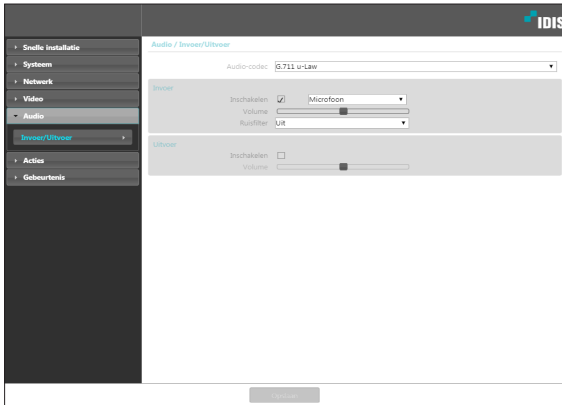 IDIS
Snelle installatie
Systeem
Netwerk
Video
Audio
Invoer/Uitvoer
Acties
Gebeurtenis
Audio / Invoer/Uitvoer
Audio-codec G.711 u-Law
Invoer
Inschakelen Microfoon
Volume
Ruisfilter Uit
Uitvoer
Inschakelen
Volume